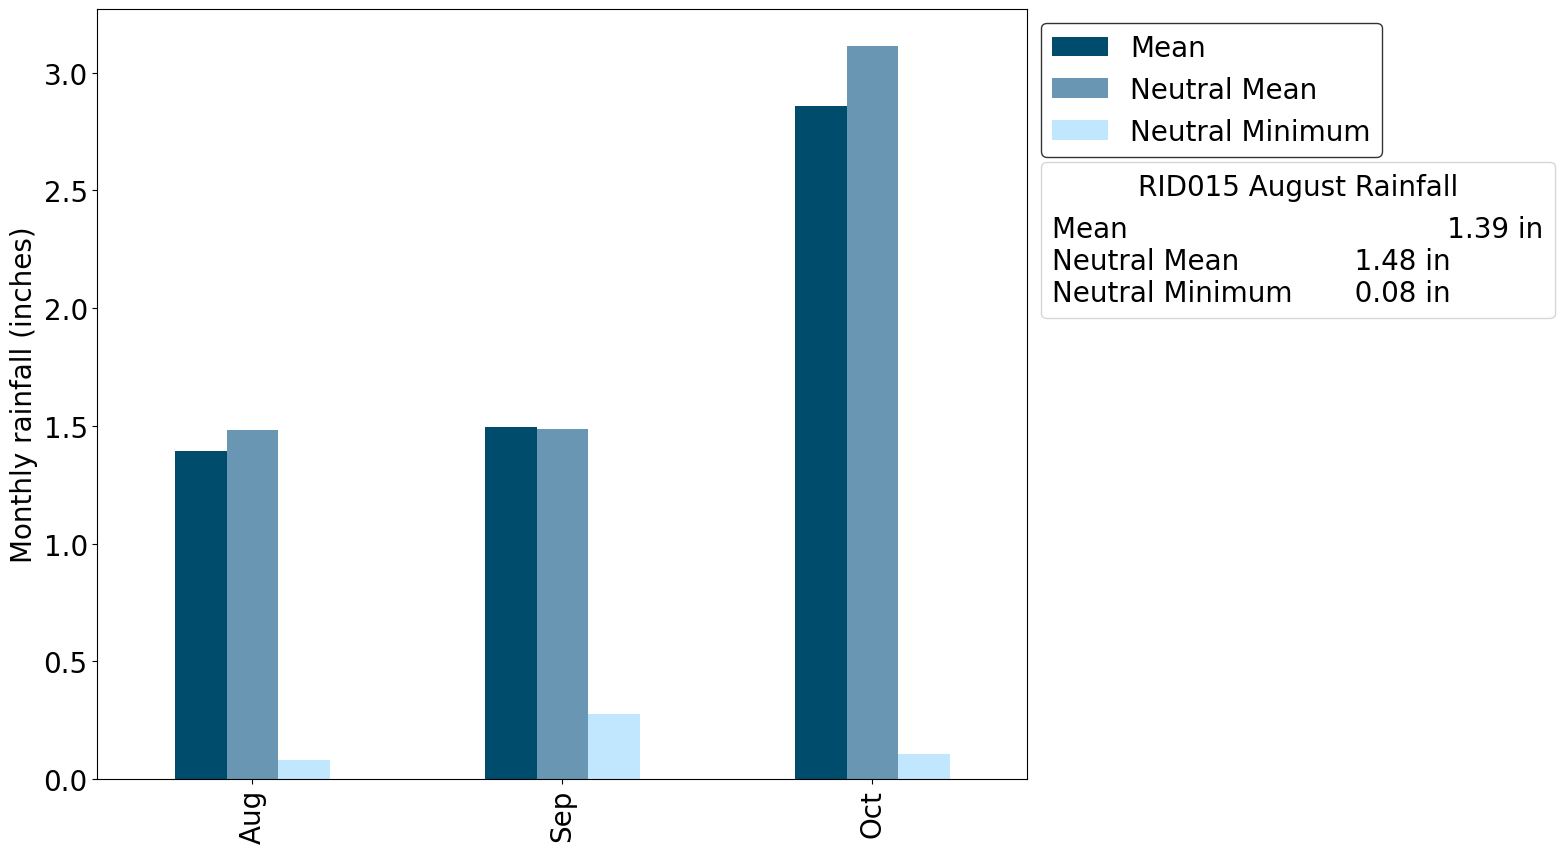 Monthly rainfall (inches)
3.0
2.5
2.0
1.5
1.0
0.5
0.0
Aug
Sep
Oct
Mean
Neutral Mean
Neutral Minimum
RID015 August Rainfall
Mean 1.39 in
Neutral Mean 1.48 in
Neutral Minimum 0.08 in